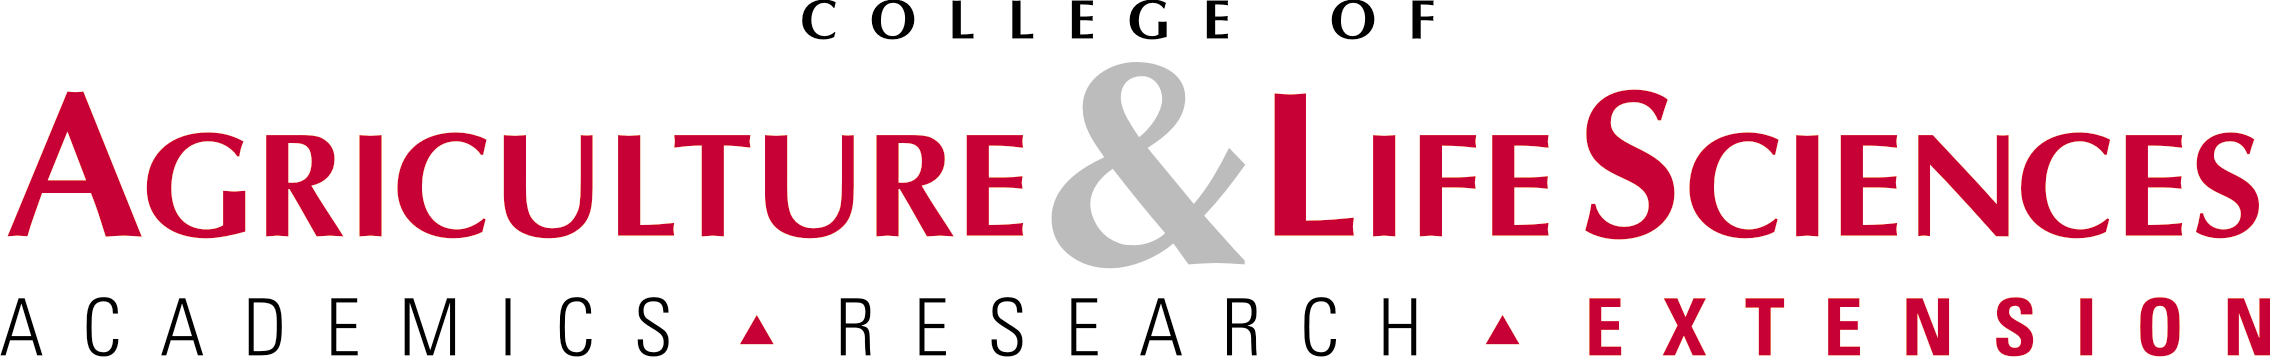 COLLEGE OF
AGRICULTURE & LIFE SCIENCES
ACADEMICS ▲ RESEARCH ▲ EXTENSION